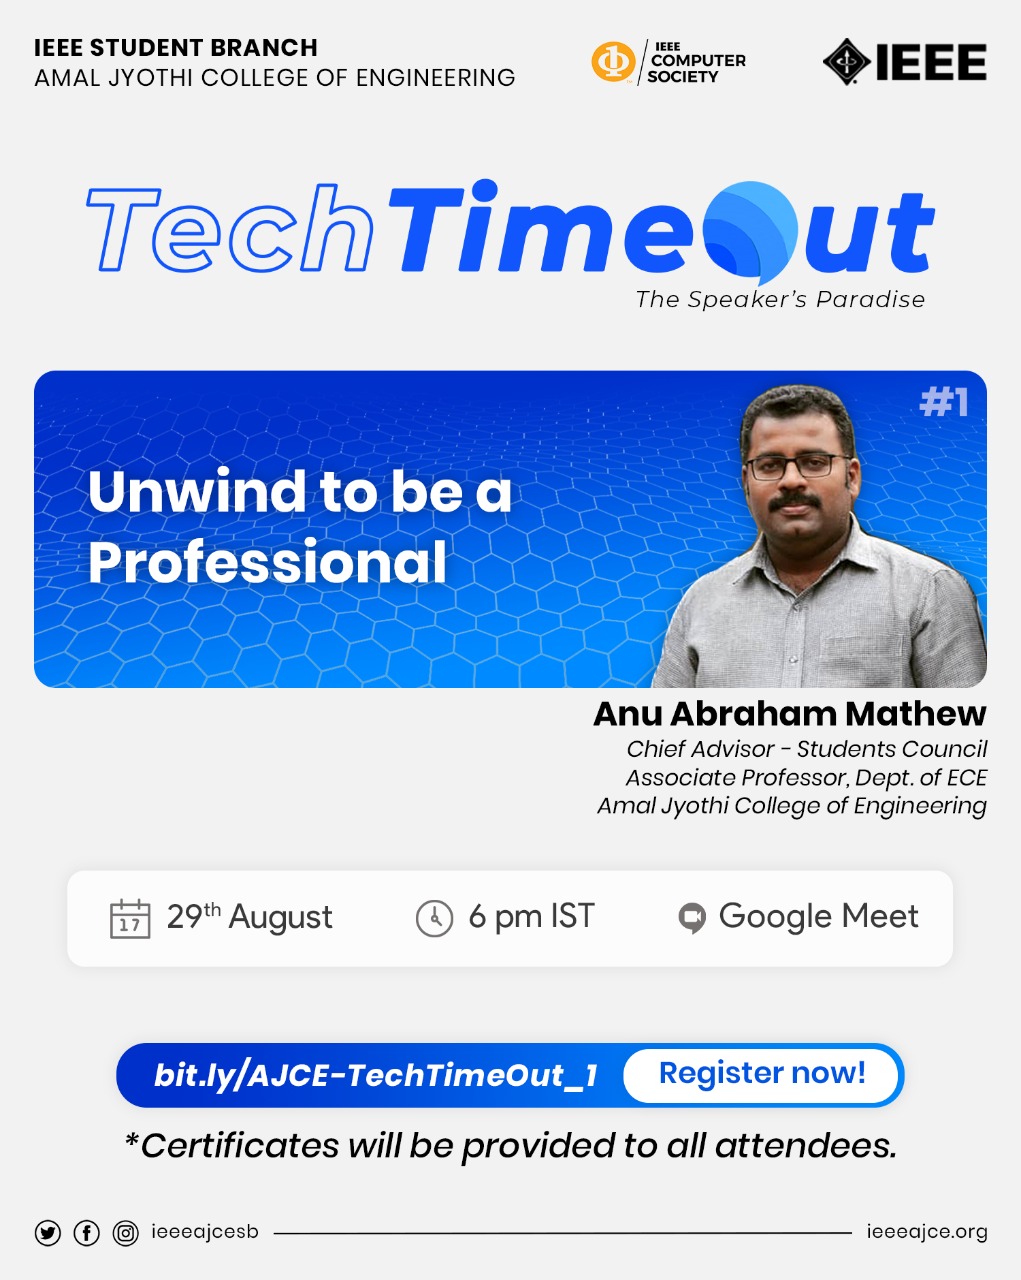 IEEE STUDENT BRANCH
AMAL JYOTHI COLLEGE OF ENGINEERING
IEEE
COMPUTER
SOCIETY
IEEE
TechTimeOut
The Speaker's Paradise
#1
Unwind to be a
Professional
Anu Abraham Mathew
Chief Advisor - Students Council
Associate Professor, Dept. of ECE
Amal Jyothi College of Engineering
17 29th August 6 pm IST Google Meet
bit.ly/AJCE-TechTimeOut_1 Register now!
*Certificates will be provided to all attendees.
ieeeajcesb ieeeajce.org